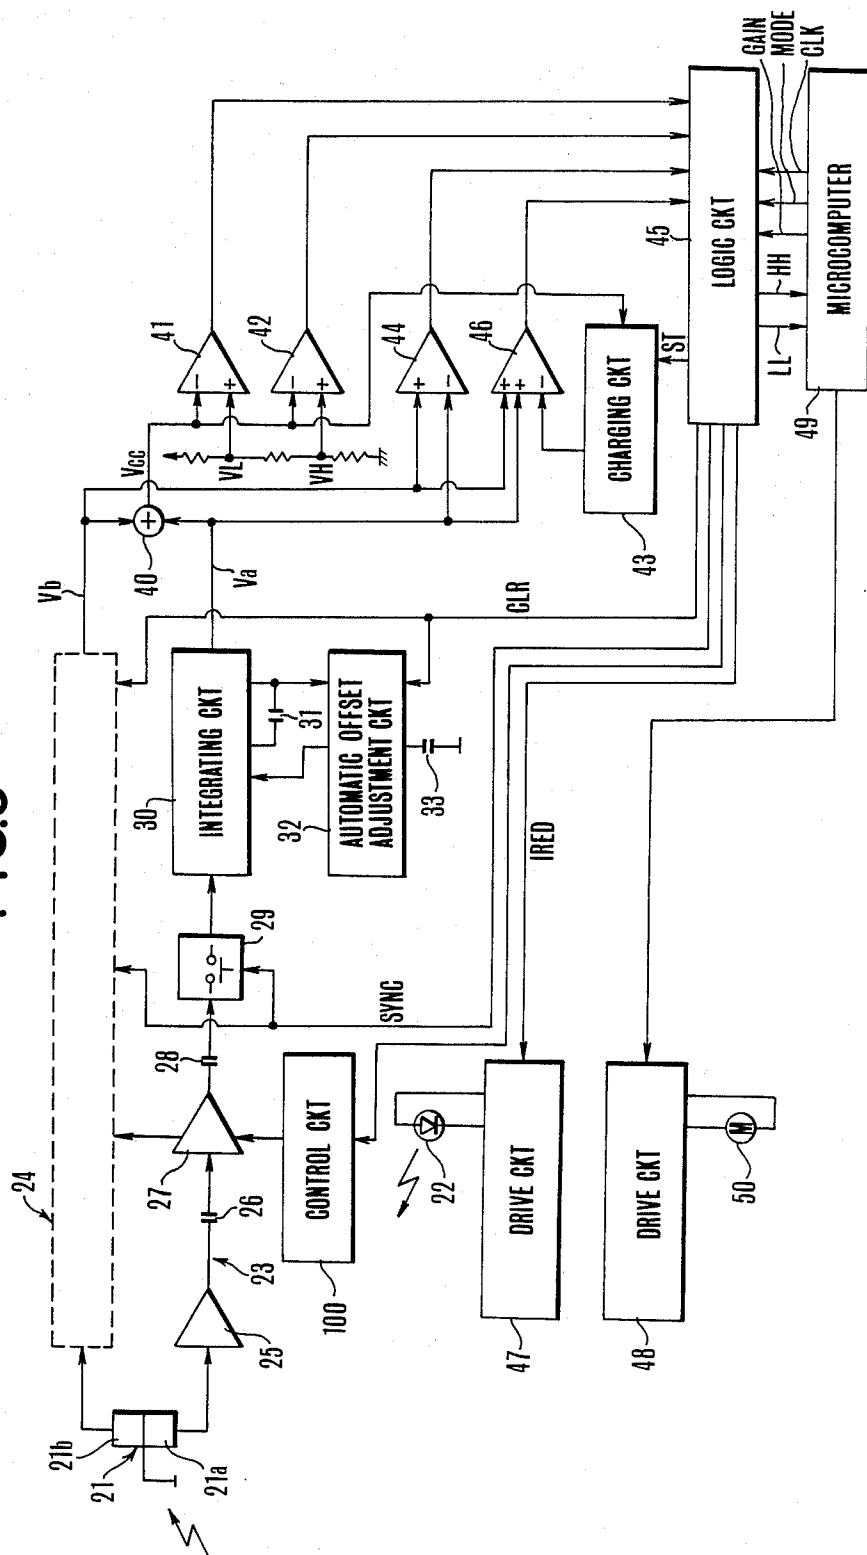 24
Vb
21b
21
21a
25
23
26
27
28
29
30
INTEGRATING CKT
31
32
AUTOMATIC OFFSET
ADJUSTMENT CKT
33
Va
40
VCC
VL
VH
41
-
+
42
-
+
44
+
-
46
+
+
-
43
CHARGING CKT
ST
CLR
SYNC
100
CONTROL CKT
22
IRED
47
DRIVE CKT
48
DRIVE CKT
50
M
45
LOGIC CKT
LL
HH
GAIN
MODE
CLK
49
MICROCOMPUTER